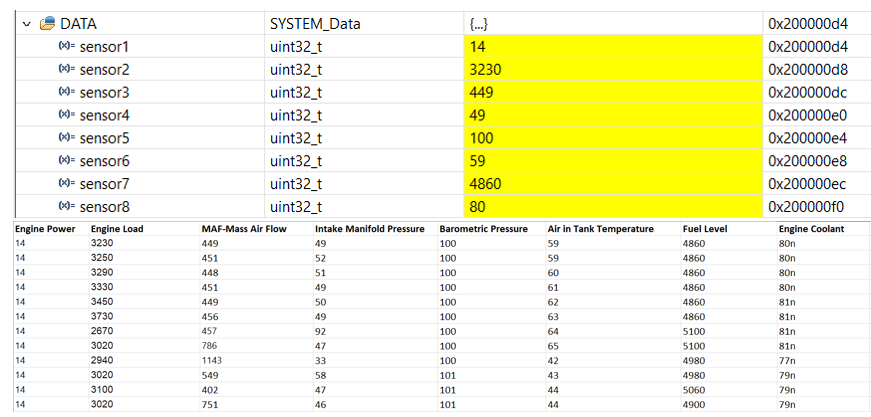 DATA SYSTEM_Data {...} 0x200000d4
(x)= sensor1 uint32_t 14 0x200000d4
(x)= sensor2 uint32_t 3230 0x200000d8
(x)= sensor3 uint32_t 449 0x200000dc
(x)= sensor4 uint32_t 49 0x200000e0
(x)= sensor5 uint32_t 100 0x200000e4
(x)= sensor6 uint32_t 59 0x200000e8
(x)= sensor7 uint32_t 4860 0x200000ec
(x)= sensor8 uint32_t 80 0x200000f0
Engine Power Engine Load MAF-Mass Air Flow Intake Manifold Pressure Barometric Pressure Air in Tank Temperature Fuel Level Engine Coolant
14 3230 449 49 100 59 4860 80n
14 3250 451 52 100 59 4860 80n
14 3290 448 51 100 60 4860 80n
14 3330 451 49 100 61 4860 80n
14 3450 449 50 100 62 4860 81n
14 3730 456 49 100 63 4860 81n
14 2670 457 92 100 64 5100 81n
14 3020 786 47 100 65 5100 81n
14 2940 1143 33 100 42 4980 77n
14 3020 549 58 101 43 4980 79n
14 3100 402 47 101 44 5060 79n
14 3020 751 46 101 44 4900 79n